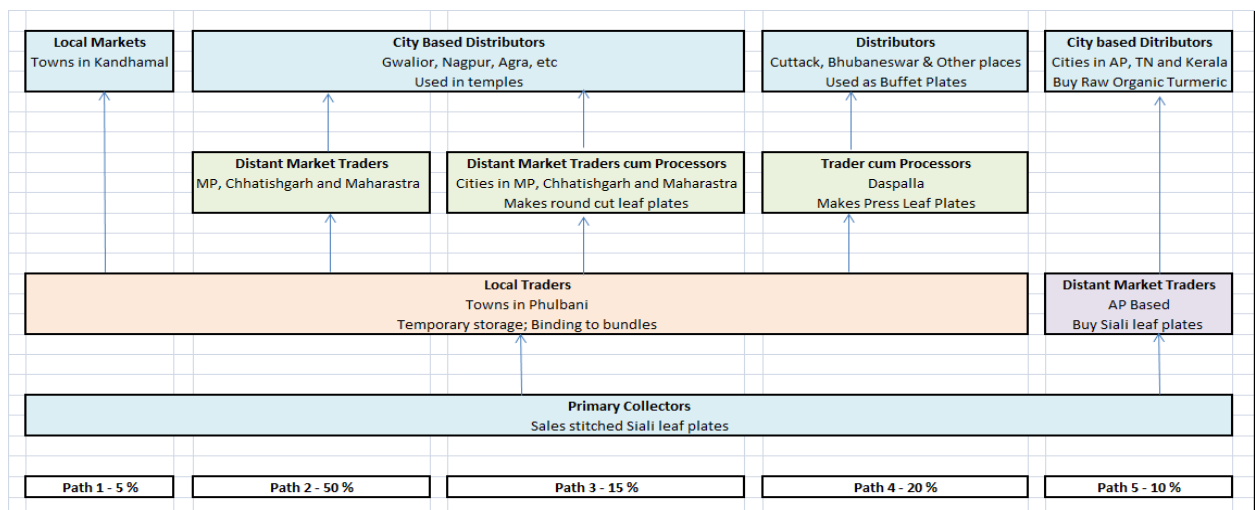 Local Markets
Towns in Kandhamal
City Based Distributors
Gwalior, Nagpur, Agra, etc
Used in temples
Distributors
Cuttack, Bhubaneswar & Other places
Used as Buffet Plates
City based Ditributors
Cities in AP, TN and Kerala
Buy Raw Organic Turmeric
Distant Market Traders
MP, Chhatishgarh and Maharastra
Distant Market Traders cum Processors
Cities in MP, Chhatishgarh and Maharastra
Makes round cut leaf plates
Trader cum Processors
Daspalla
Makes Press Leaf Plates
Local Traders
Towns in Phulbani
Temporary storage; Binding to bundles
Distant Market Traders
AP Based
Buy Siali leaf plates
Primary Collectors
Sales stitched Siali leaf plates
Path 1 - 5 %
Path 2 - 50 %
Path 3 - 15 %
Path 4 - 20 %
Path 5 - 10 %